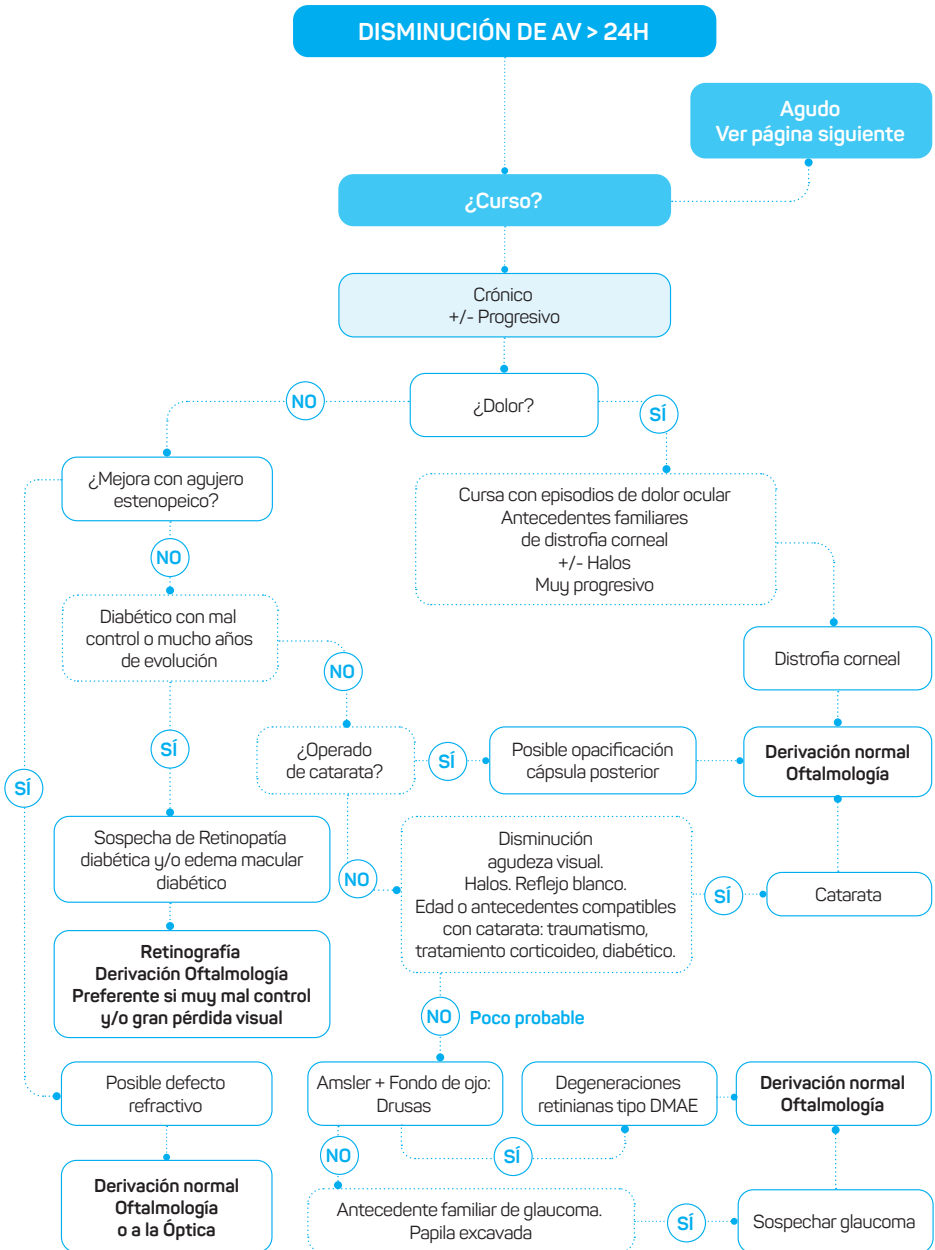 DISMINUCIÓN DE AV > 24H
Agudo
Ver página siguiente
¿Curso?
Crónico
+/- Progresivo
¿Dolor?
NO
SÍ
¿Mejora con agujero
estenopeico?
Cursa con episodios de dolor ocular
Antecedentes familiares
de distrofia corneal
+/- Halos
Muy progresivo
NO
Diabético con mal
control o mucho años
de evolución
NO
Distrofia corneal
SÍ
¿Operado
de catarata?
SÍ
Posible opacificación
cápsula posterior
Derivación normal
Oftalmología
SÍ
Sospecha de Retinopatía
diabética y/o edema macular
diabético
NO
Disminución
agudeza visual.
Halos. Reflejo blanco.
Edad o antecedentes compatibles
con catarata: traumatismo,
tratamiento corticoideo, diabético.
SÍ
Catarata
Retinografía
Derivación Oftalmología
Preferente si muy mal control
y/o gran pérdida visual
NO
Poco probable
Posible defecto
refractivo
Amsler + Fondo de ojo:
Drusas
Degeneraciones
retinianas tipo DMAE
Derivación normal
Oftalmología
NO
SÍ
Derivación normal
Oftalmología
o a la Óptica
Antecedente familiar de glaucoma.
Papila excavada
SÍ
Sospechar glaucoma